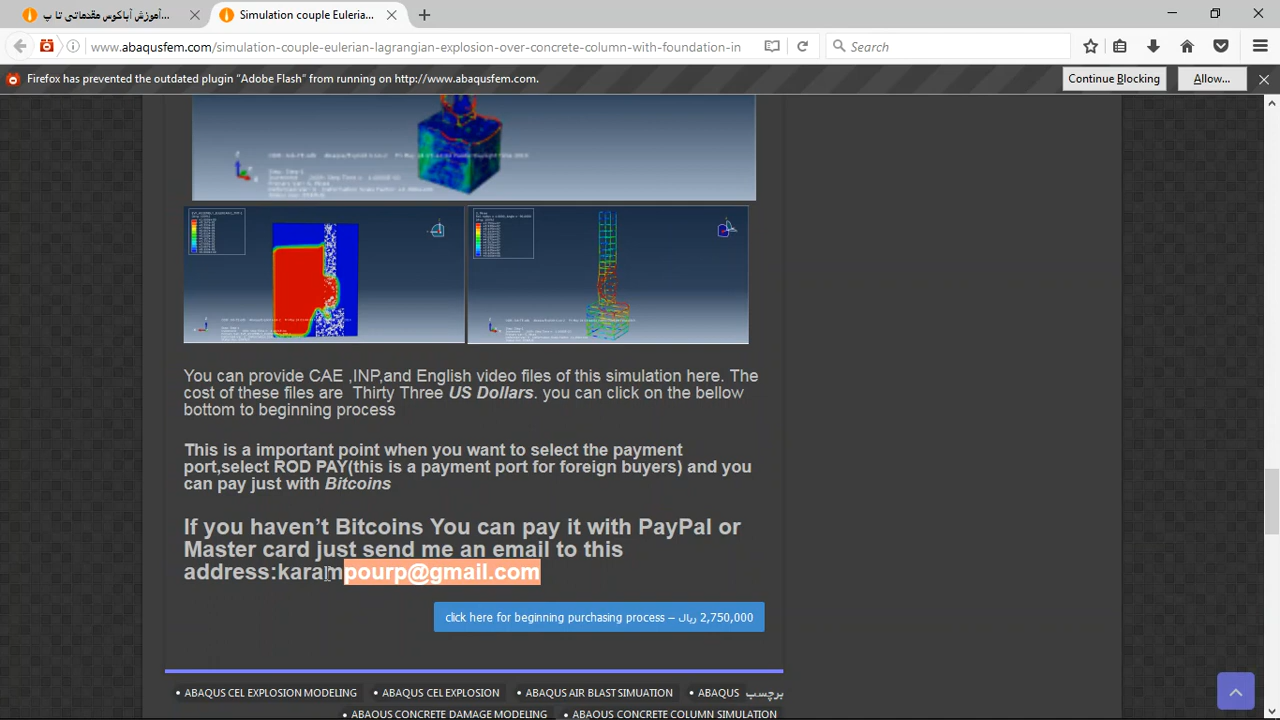 آموزش آباکوس مقدماتی تا پ...
Simulation couple Euleria...
www.abaqusfem.com/simulation-couple-eulerian-lagrangian-explosion-over-concrete-column-with-foundation-in
Search
Firefox has prevented the outdated plugin “Adobe Flash” from running on http://www.abaqusfem.com.
Continue Blocking
Allow...
You can provide CAE ,INP,and English video files of this simulation here. The
cost of these files are Thirty Three US Dollars. you can click on the bellow
bottom to beginning process
This is a important point when you want to select the payment
port,select ROD PAY(this is a payment port for foreign buyers) and you
can pay just with Bitcoins
If you haven’t Bitcoins You can pay it with PayPal or
Master card just send me an email to this
address:karampourp@gmail.com
click here for beginning purchasing process – 2,750,000 ریال
• ABAQUS CEL EXPLOSION MODELING • ABAQUS CEL EXPLOSION • ABAQUS AIR BLAST SIMUATION • ABAQUS برچسب
• ABAQUS CONCRETE DAMAGE MODELING • ABAQUS CONCRETE COLUMN SIMULATION